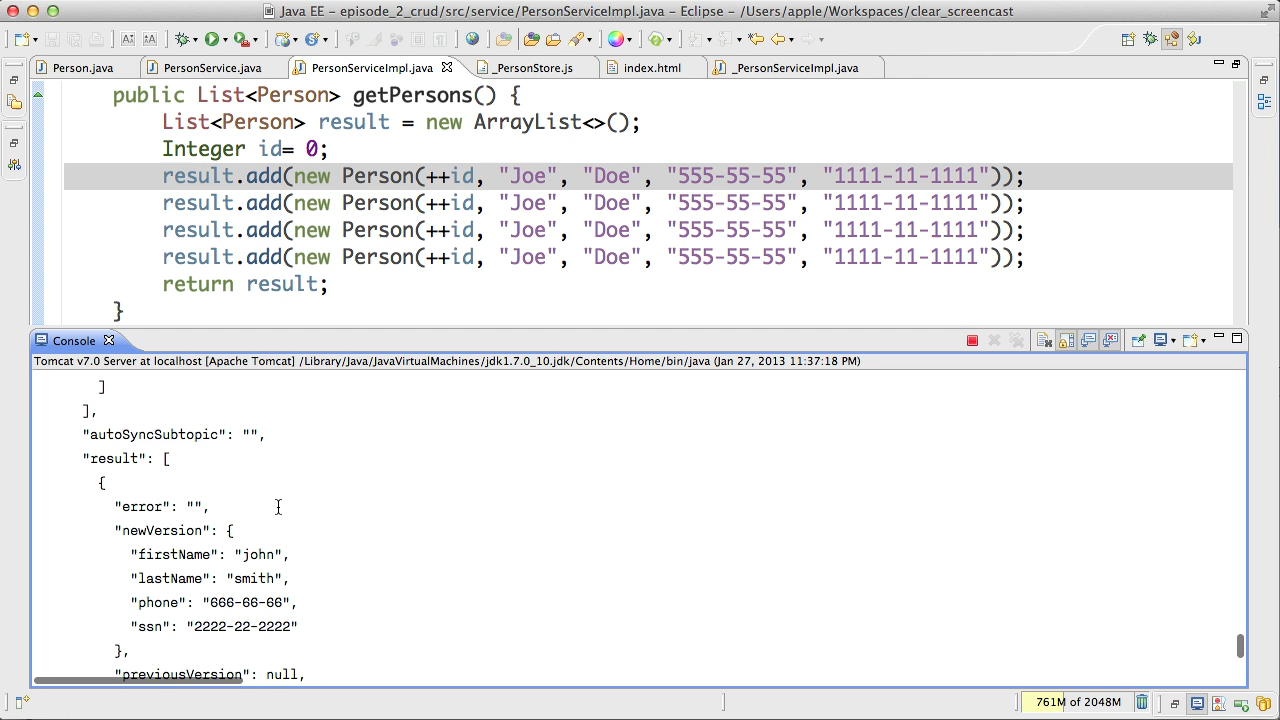 Java EE - episode_2_crud/src/service/PersonServiceImpl.java - Eclipse - /Users/apple/Workspaces/clear_screencast
Person.java PersonService.java PersonServiceImpl.java _PersonStore.js index.html _PersonServiceImpl.java
public List<Person> getPersons() {
List<Person> result = new ArrayList<>();
Integer id= 0;
result.add(new Person(++id, "Joe", "Doe", "555-55-55", "1111-11-1111"));
result.add(new Person(++id, "Joe", "Doe", "555-55-55", "1111-11-1111"));
result.add(new Person(++id, "Joe", "Doe", "555-55-55", "1111-11-1111"));
result.add(new Person(++id, "Joe", "Doe", "555-55-55", "1111-11-1111"));
return result;
}
Console
Tomcat v7.0 Server at localhost [Apache Tomcat] /Library/Java/JavaVirtualMachines/jdk1.7.0_10.jdk/Contents/Home/bin/java (Jan 27, 2013 11:37:18 PM)
]
],
"autoSyncSubtopic": "",
"result": [
{
"error": "",
"newVersion": {
"firstName": "john",
"lastName": "smith",
"phone": "666-66-66",
"ssn": "2222-22-2222"
},
"previousVersion": null,
761M of 2048M